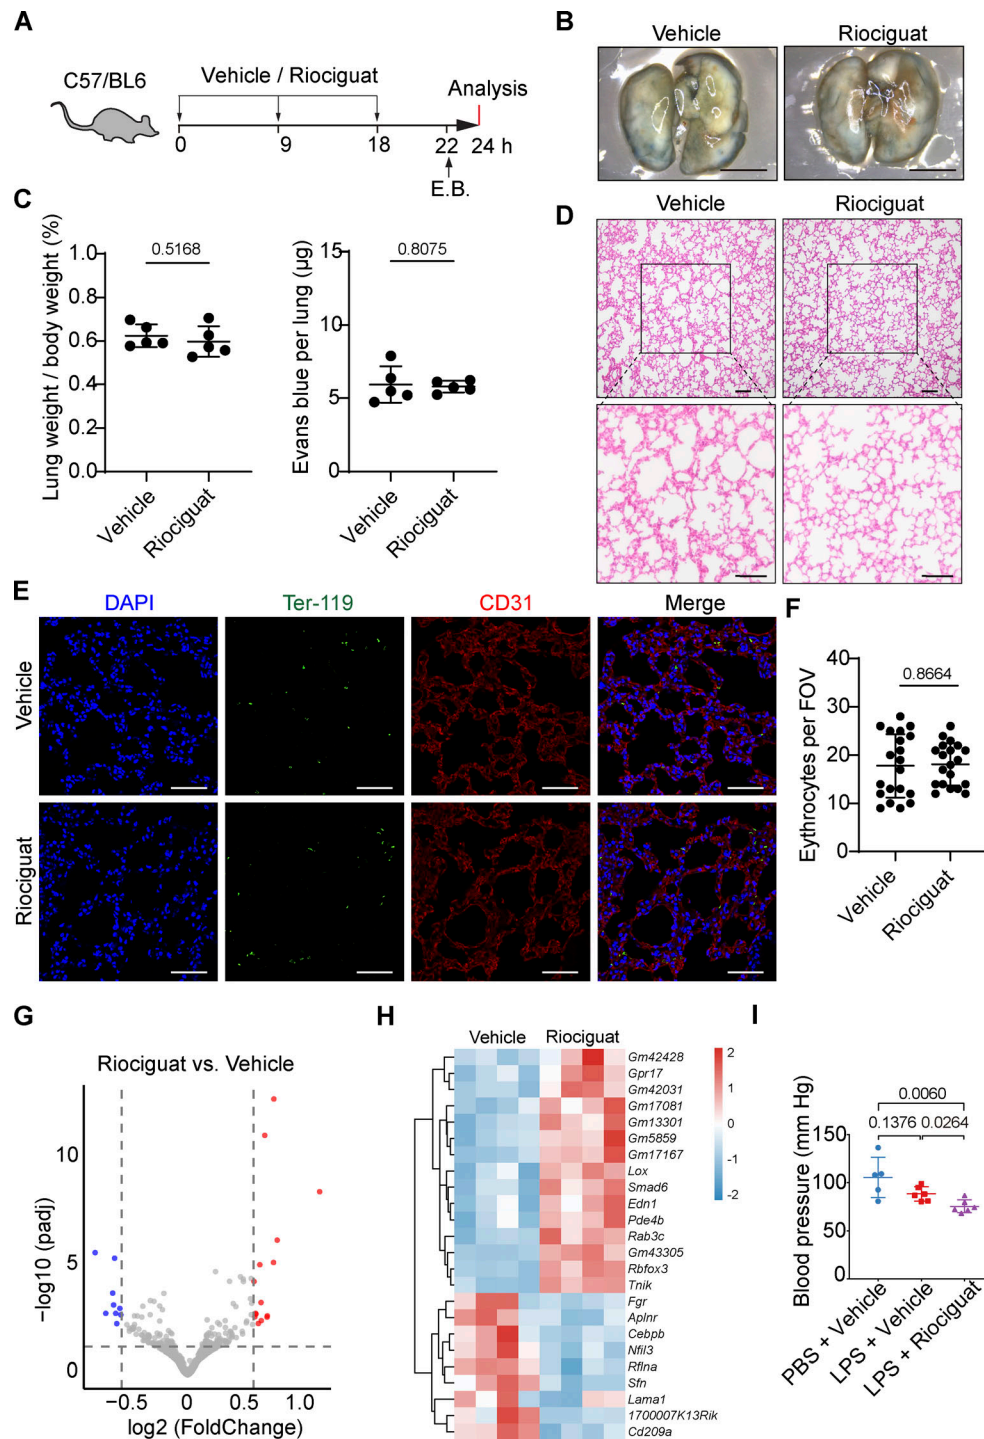 A
C57/BL6
Vehicle / Riociguat
Analysis
0
9
18
22
24 h
E.B.
B
Vehicle
Riociguat
C
Lung weight / body weight (%)
1.0
0.8
0.6
0.4
0.2
0.0
0.5168
Vehicle
Riociguat
Evans blue per lung (µg)
15
10
5
0
0.8075
Vehicle
Riociguat
D
Vehicle
Riociguat
E
DAPI
Ter-119
CD31
Merge
Vehicle
Riociguat
F
Eythrocytes per FOV
40
30
20
10
0
0.8664
Vehicle
Riociguat
G
Riociguat vs. Vehicle
−log10 (padj)
10
5
0
−0.5
0
0.5
1.0
log2 (FoldChange)
H
Vehicle
Riociguat
Gm42428
Gpr17
Gm42031
Gm17081
Gm13301
Gm5859
Gm17167
Lox
Smad6
Edn1
Pde4b
Rab3c
Gm43305
Rbfox3
Tnik
Fgr
Aplnr
Cebpb
Nfil3
Rflna
Sfn
Lama1
1700007K13Rik
Cd209a
2
1
0
-1
-2
I
Blood pressure (mm Hg)
150
100
50
0
0.0060
0.1376
0.0264
PBS + Vehicle
LPS + Vehicle
LPS + Riociguat